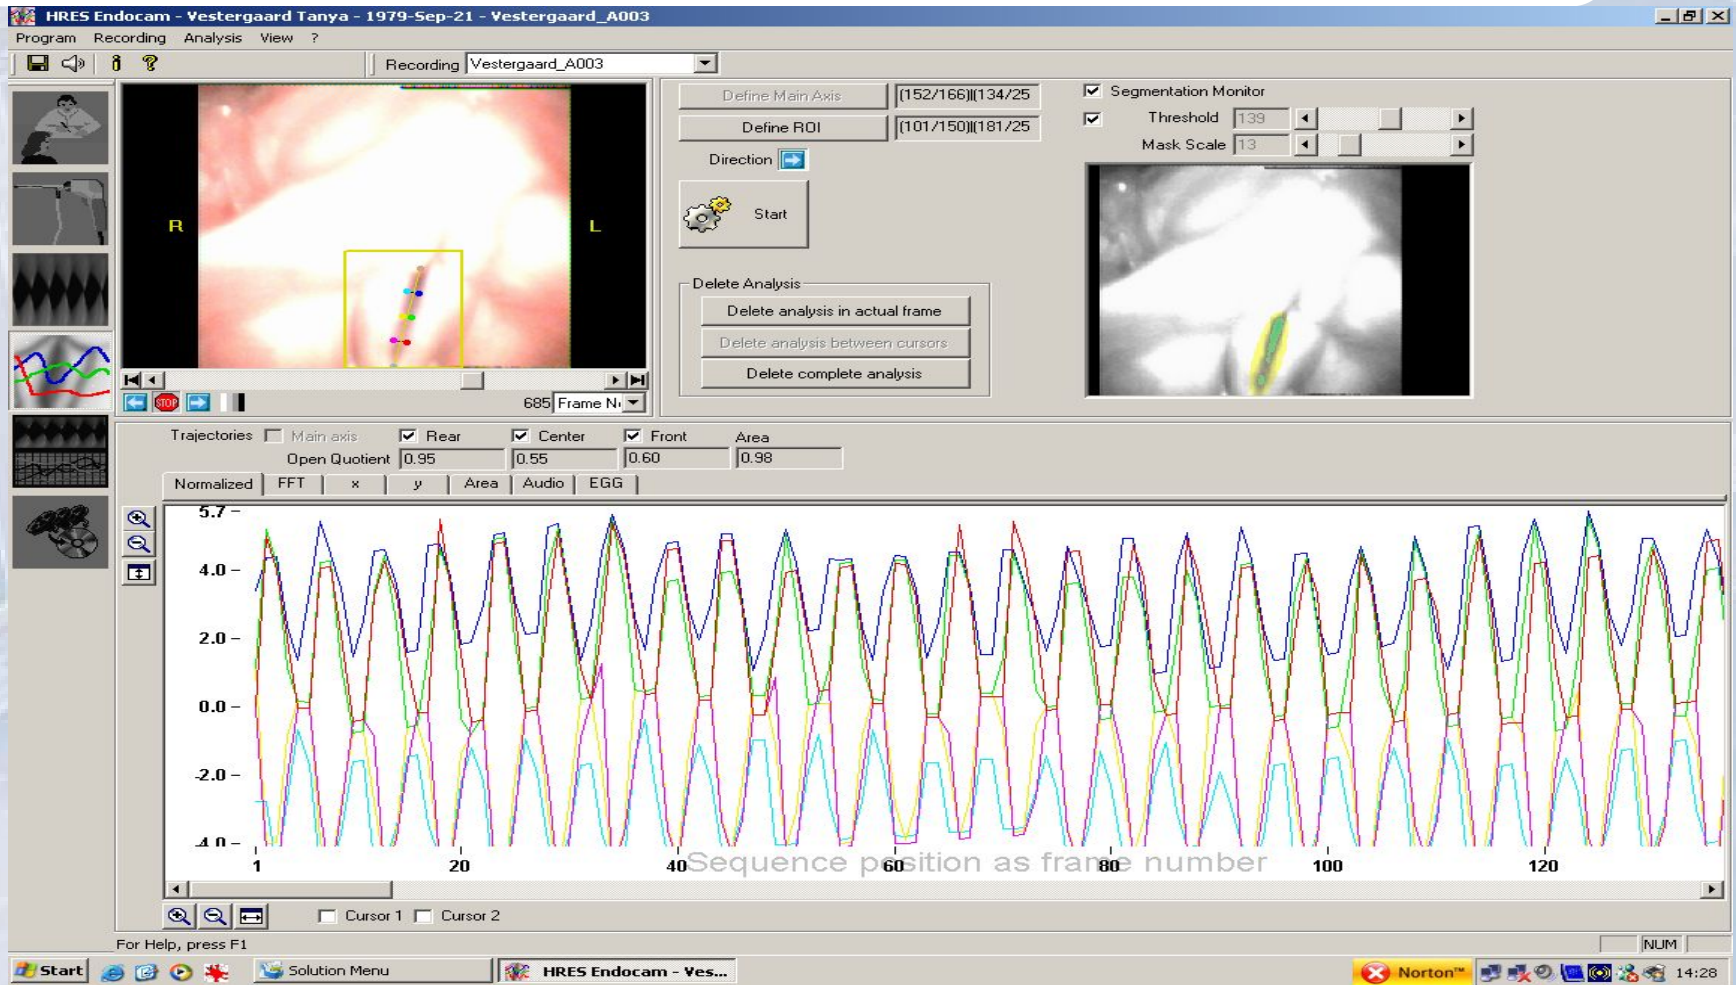 HRES Endocam - Vestergaard Tanya - 1979-Sep-21 - Vestergaard_A003
Program Recording Analysis View ?
Recording Vestergaard_A003
Define Main Axis (152/166)|(134/25
Define ROI (101/150)|(181/25
Direction
Start
Segmentation Monitor
Threshold 139
Mask Scale 13
R L
Delete Analysis
Delete analysis in actual frame
Delete analysis between cursors
Delete complete analysis
STOP 685 Frame N
Trajectories Main axis Rear Center Front Area
Open Quotient 0.95 0.55 0.60 0.98
Normalized FFT x y Area Audio EGG
5.7
4.0
2.0
0.0
-2.0
4.0
1 20 40 60 80 100 120
Sequence position as frame number
Cursor 1 Cursor 2
For Help, press F1 NUM
Start Solution Menu HRES Endocam - Ves... Norton™ 14:28